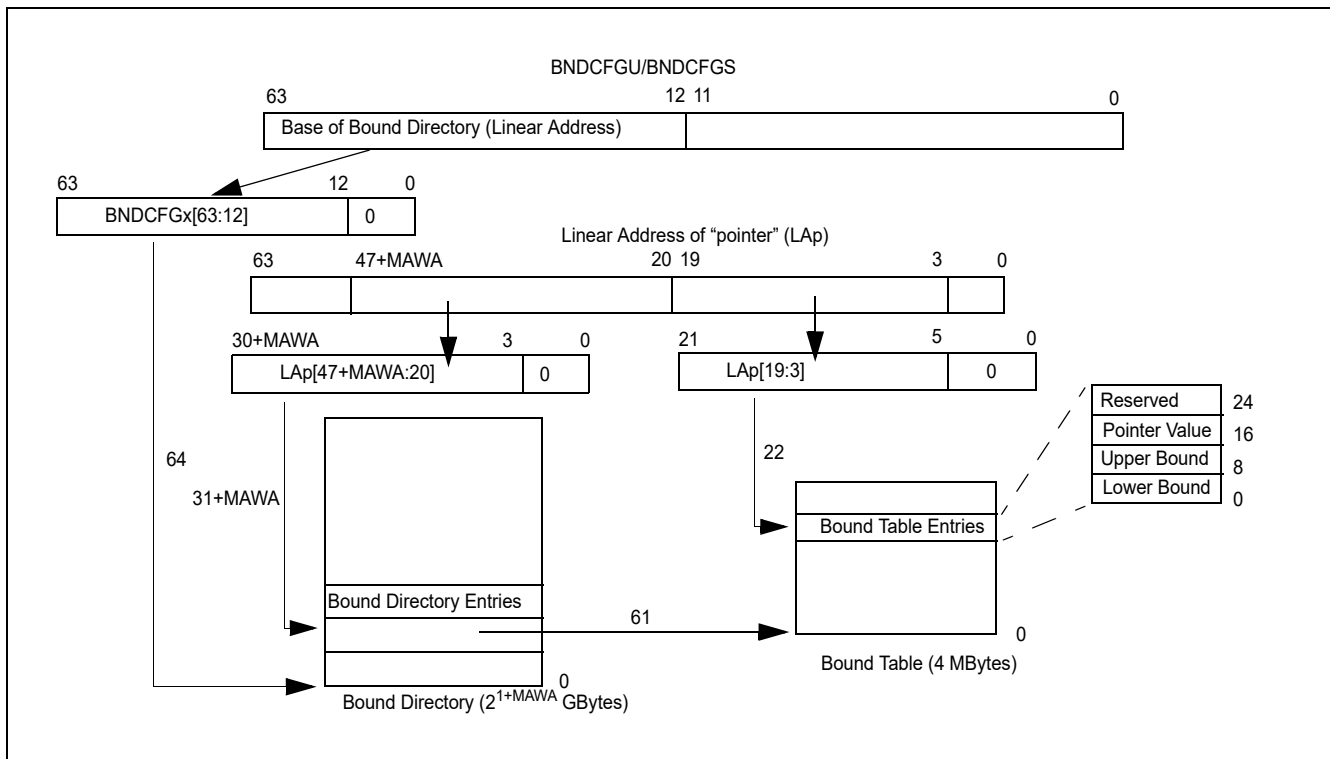 BNDCFGU/BNDCFGS
63 12 11 0
Base of Bound Directory (Linear Address)
63 12 0
BNDCFGx[63:12] 0
Linear Address of “pointer” (LAp)
63 47+MAWA 20 19 3 0
30+MAWA 3 0 21 5 0
LAp[47+MAWA:20] 0 LAp[19:3] 0
Reserved 24
Pointer Value 16
Upper Bound 8
Lower Bound 0
64 22
31+MAWA
Bound Table Entries
Bound Directory Entries
61
0
Bound Table (4 MBytes)
0
Bound Directory (2^1+MAWA GBytes)